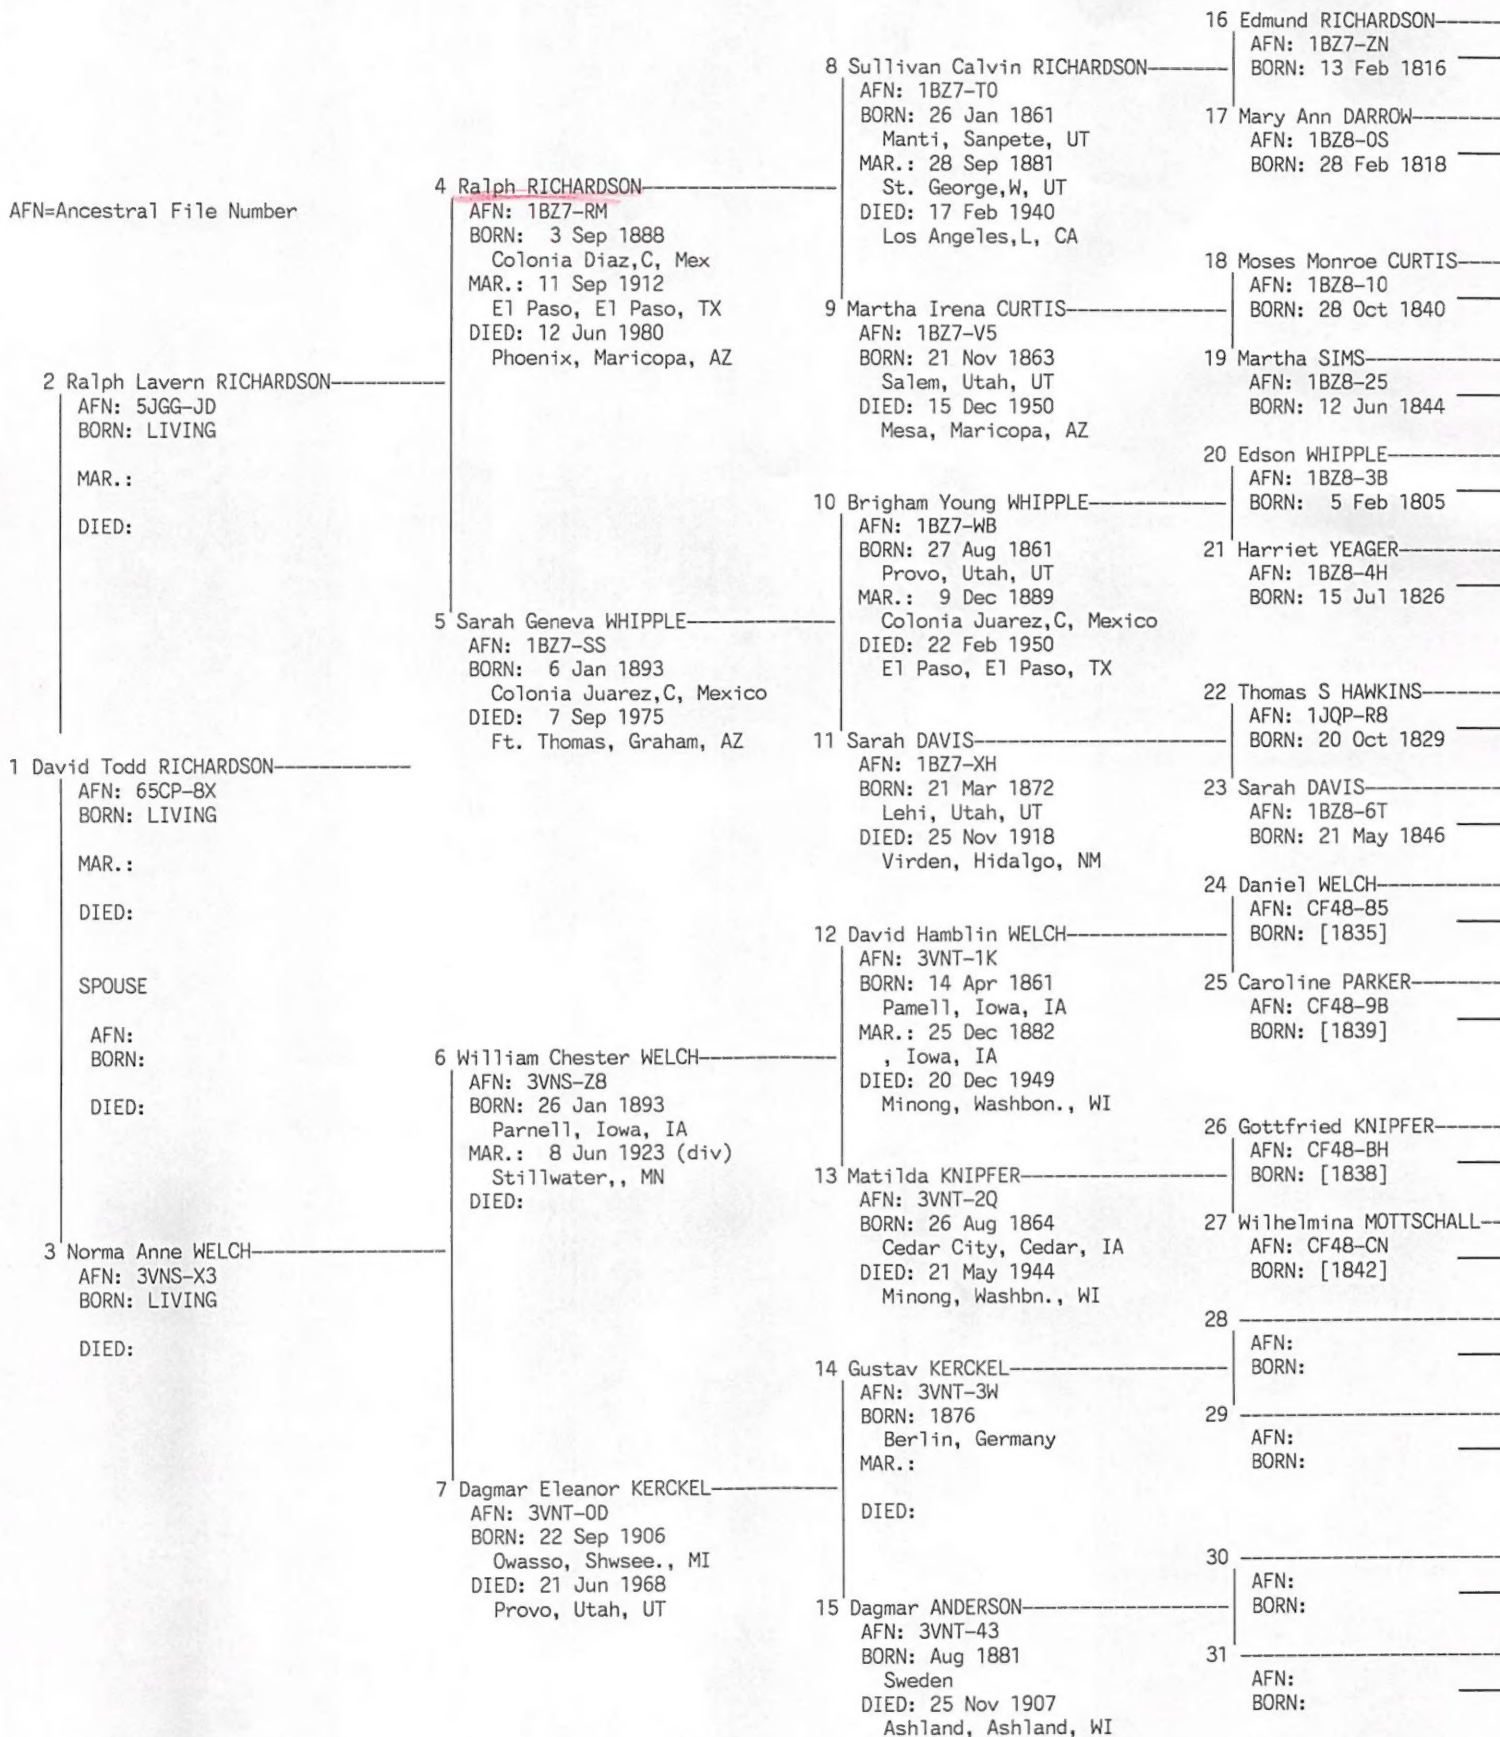 AFN=Ancestral File Number
1 David Todd RICHARDSON
AFN: 65CP-8X
BORN: LIVING
MAR.:
DIED:
SPOUSE
AFN:
BORN:
DIED:
2 Ralph Lavern RICHARDSON
AFN: 5JGG-JD
BORN: LIVING
MAR.:
DIED:
3 Norma Anne WELCH
AFN: 3VNS-X3
BORN: LIVING
DIED:
4 Ralph RICHARDSON
AFN: 1BZ7-RM
BORN: 3 Sep 1888
Colonia Diaz,C, Mex
MAR.: 11 Sep 1912
El Paso, El Paso, TX
DIED: 12 Jun 1980
Phoenix, Maricopa, AZ
5 Sarah Geneva WHIPPLE
AFN: 1BZ7-SS
BORN: 6 Jan 1893
Colonia Juarez,C, Mexico
DIED: 7 Sep 1975
Ft. Thomas, Graham, AZ
6 William Chester WELCH
AFN: 3VNS-Z8
BORN: 26 Jan 1893
Parnell, Iowa, IA
MAR.: 8 Jun 1923 (div)
Stillwater,, MN
DIED:
7 Dagmar Eleanor KERCKEL
AFN: 3VNT-0D
BORN: 22 Sep 1906
Owasso, Shwsee., MI
DIED: 21 Jun 1968
Provo, Utah, UT
8 Sullivan Calvin RICHARDSON
AFN: 1BZ7-T0
BORN: 26 Jan 1861
Manti, Sanpete, UT
MAR.: 28 Sep 1881
St. George,W, UT
DIED: 17 Feb 1940
Los Angeles,L, CA
9 Martha Irena CURTIS
AFN: 1BZ7-V5
BORN: 21 Nov 1863
Salem, Utah, UT
DIED: 15 Dec 1950
Mesa, Maricopa, AZ
10 Brigham Young WHIPPLE
AFN: 1BZ7-WB
BORN: 27 Aug 1861
Provo, Utah, UT
MAR.: 9 Dec 1889
Colonia Juarez,C, Mexico
DIED: 22 Feb 1950
El Paso, El Paso, TX
11 Sarah DAVIS
AFN: 1BZ7-XH
BORN: 21 Mar 1872
Lehi, Utah, UT
DIED: 25 Nov 1918
Virden, Hidalgo, NM
12 David Hamblin WELCH
AFN: 3VNT-1K
BORN: 14 Apr 1861
Pamell, Iowa, IA
MAR.: 25 Dec 1882
, Iowa, IA
DIED: 20 Dec 1949
Minong, Washbon., WI
13 Matilda KNIPFER
AFN: 3VNT-2Q
BORN: 26 Aug 1864
Cedar City, Cedar, IA
DIED: 21 May 1944
Minong, Washbn., WI
14 Gustav KERCKEL
AFN: 3VNT-3W
BORN: 1876
Berlin, Germany
MAR.:
DIED:
15 Dagmar ANDERSON
AFN: 3VNT-43
BORN: Aug 1881
Sweden
DIED: 25 Nov 1907
Ashland, Ashland, WI
16 Edmund RICHARDSON
AFN: 1BZ7-ZN
BORN: 13 Feb 1816
17 Mary Ann DARROW
AFN: 1BZ8-0S
BORN: 28 Feb 1818
18 Moses Monroe CURTIS
AFN: 1BZ8-10
BORN: 28 Oct 1840
19 Martha SIMS
AFN: 1BZ8-25
BORN: 12 Jun 1844
20 Edson WHIPPLE
AFN: 1BZ8-3B
BORN: 5 Feb 1805
21 Harriet YEAGER
AFN: 1BZ8-4H
BORN: 15 Jul 1826
22 Thomas S HAWKINS
AFN: 1JQP-R8
BORN: 20 Oct 1829
23 Sarah DAVIS
AFN: 1BZ8-6T
BORN: 21 May 1846
24 Daniel WELCH
AFN: CF48-85
BORN: [1835]
25 Caroline PARKER
AFN: CF48-9B
BORN: [1839]
26 Gottfried KNIPFER
AFN: CF48-BH
BORN: [1838]
27 Wilhelmina MOTTSCHALL
AFN: CF48-CN
BORN: [1842]
28
AFN:
BORN:
29
AFN:
BORN:
30
AFN:
BORN:
31
AFN:
BORN: